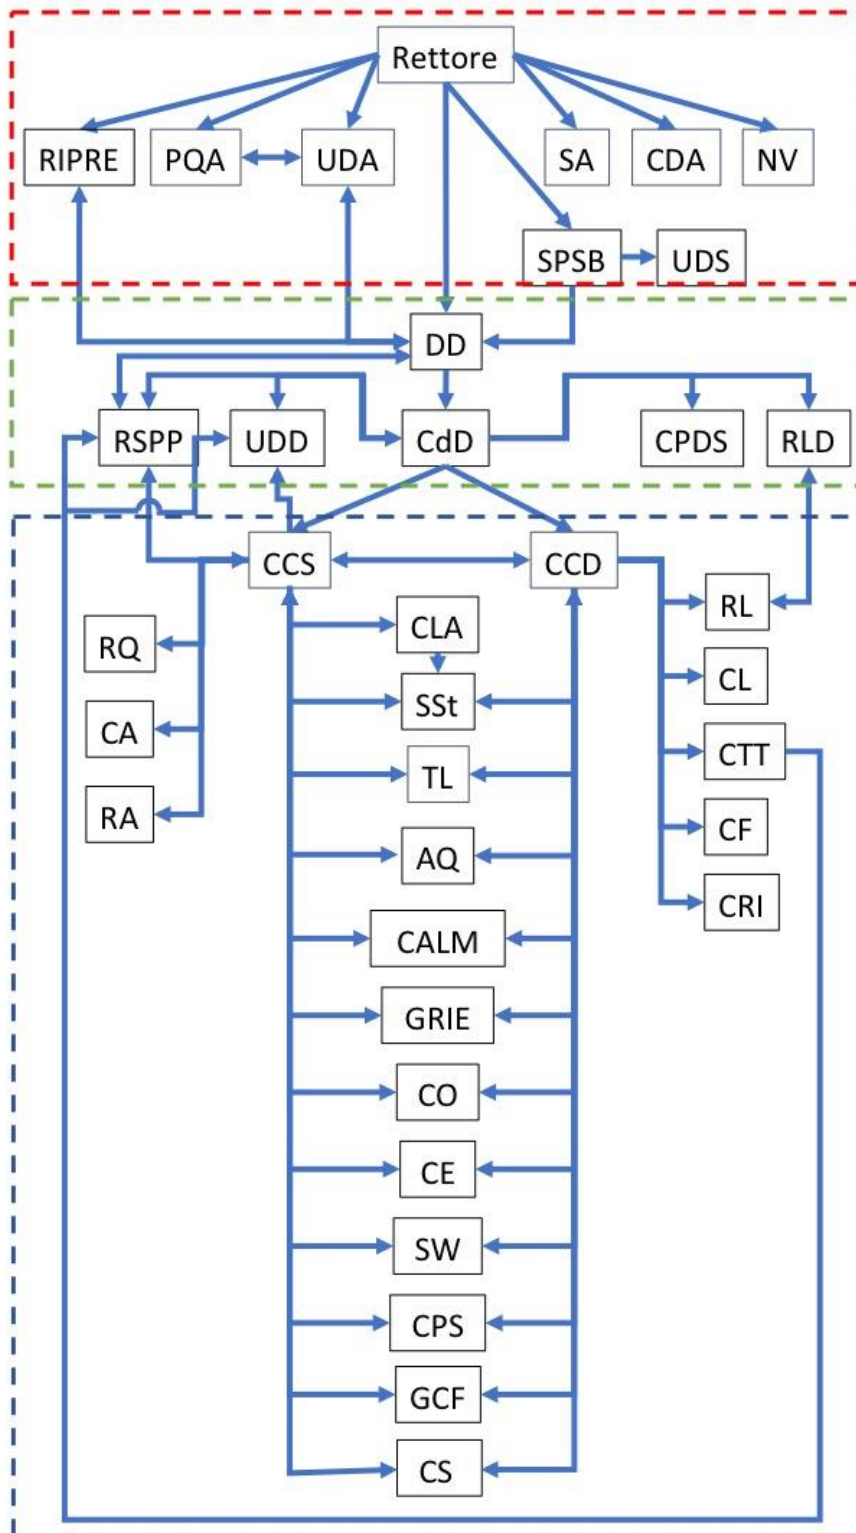 Rettore
RIPRE
PQA
UDA
SA
CDA
NV
SPSB
UDS
DD
RSPP
UDD
CdD
CPDS
RLD
CCS
CCD
RL
CLA
RQ
CL
SSt
CA
CTT
TL
RA
CF
AQ
CRI
CALM
GRIE
CO
CE
SW
CPS
GCF
CS